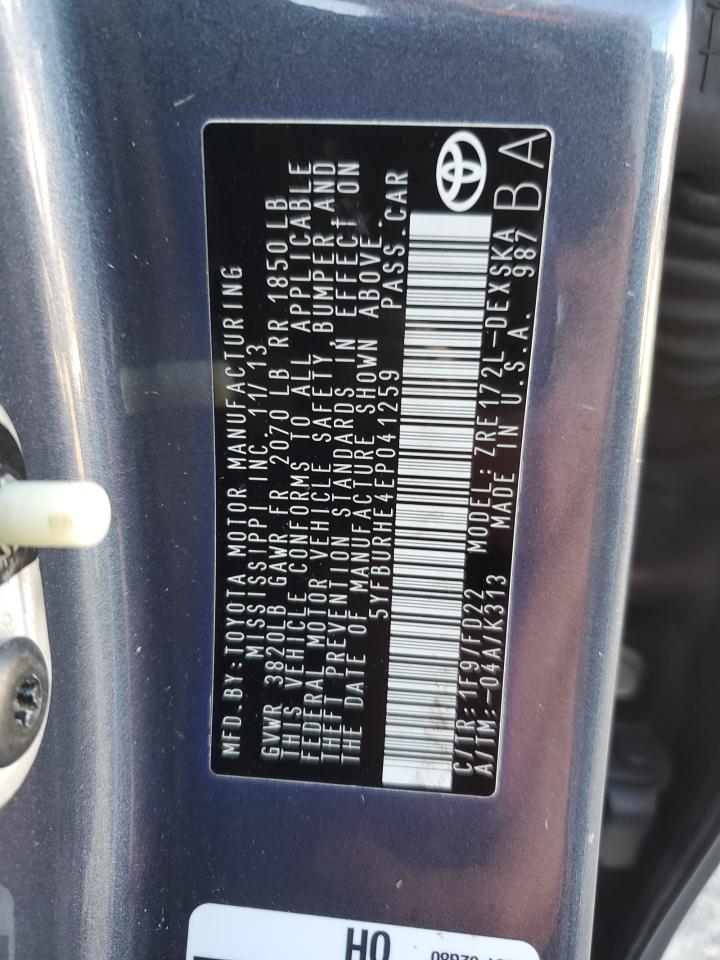 MFD.BY:TOYOTA MOTOR MANUFACTURING
MISSISSIPPI INC. 11/13
GVWR 3820LB GAWR FR 2070 LB RR 1850 LB
THIS VEHICLE CONFORMS TO ALL APPLICABLE
FEDERAL MOTOR VEHICLE SAFETY, BUMPER AND
THEFT PREVENTION STANDARDS IN EFFECT ON
THE DATE OF MANUFACTURE SHOWN ABOVE.
5YFBURHE4EP041259 PASS.CAR
C/TR:1F9/FD22 MODEL: ZRE172L-DEXSKA
A/TM:-04A/K313 MADE IN U.S.A. 987 BA
HO